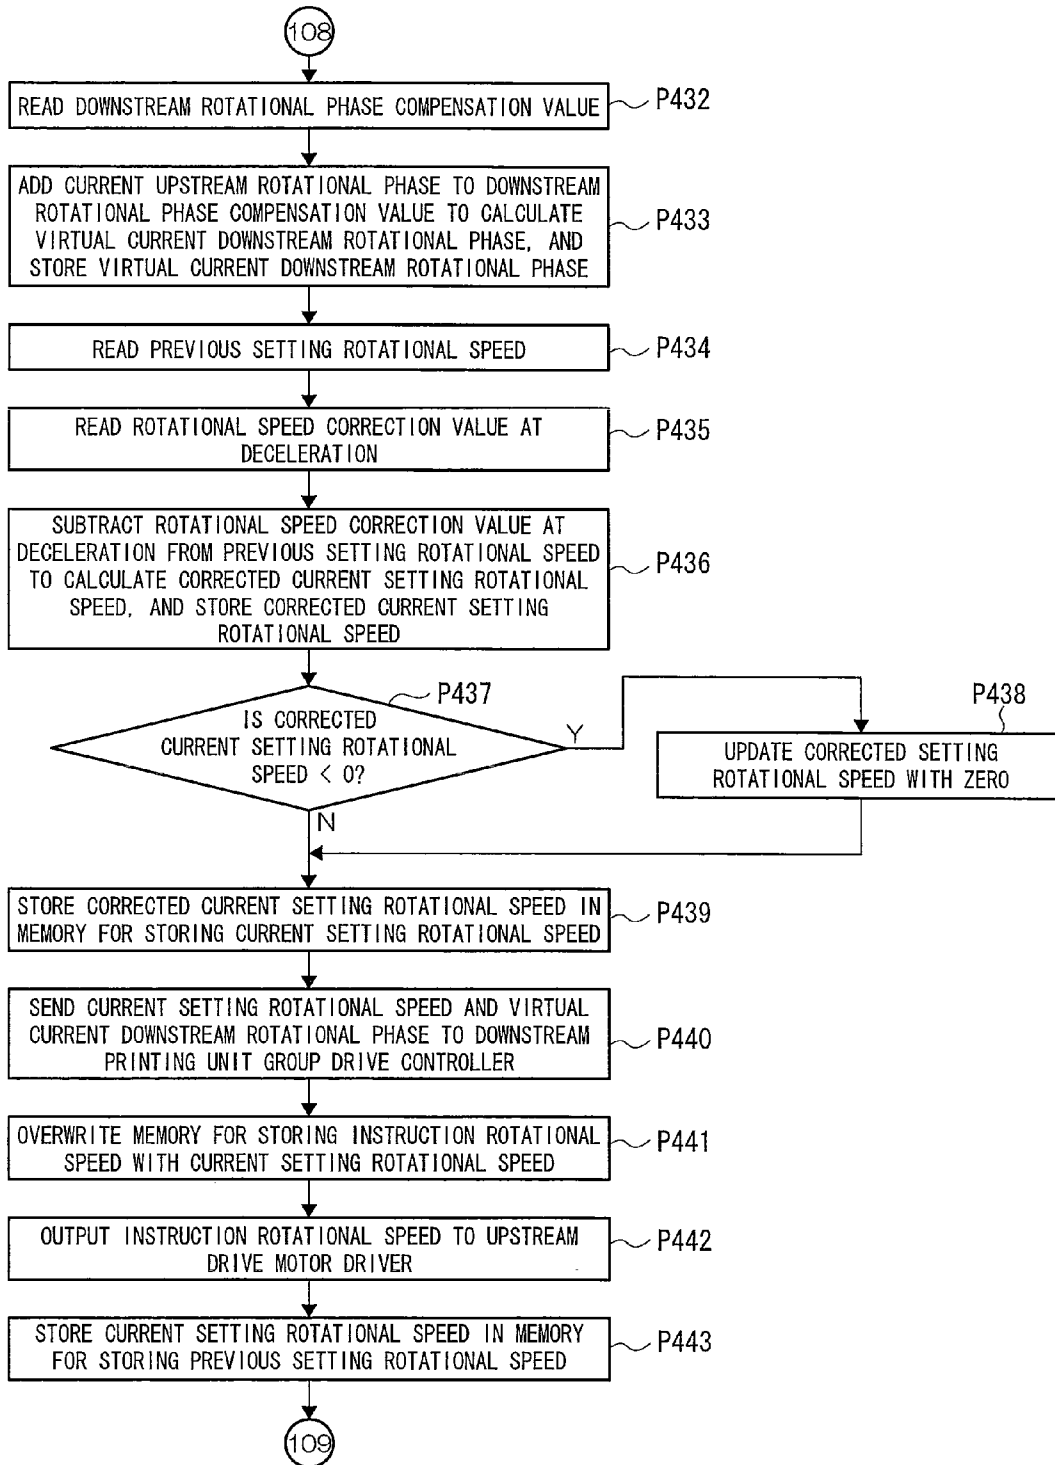 108
READ DOWNSTREAM ROTATIONAL PHASE COMPENSATION VALUE
P432
ADD CURRENT UPSTREAM ROTATIONAL PHASE TO DOWNSTREAM
ROTATIONAL PHASE COMPENSATION VALUE TO CALCULATE
VIRTUAL CURRENT DOWNSTREAM ROTATIONAL PHASE, AND
STORE VIRTUAL CURRENT DOWNSTREAM ROTATIONAL PHASE
P433
READ PREVIOUS SETTING ROTATIONAL SPEED
P434
READ ROTATIONAL SPEED CORRECTION VALUE AT
DECELERATION
P435
SUBTRACT ROTATIONAL SPEED CORRECTION VALUE AT
DECELERATION FROM PREVIOUS SETTING ROTATIONAL SPEED
TO CALCULATE CORRECTED CURRENT SETTING ROTATIONAL
SPEED, AND STORE CORRECTED CURRENT SETTING
ROTATIONAL SPEED
P436
P437
IS CORRECTED
CURRENT SETTING ROTATIONAL
SPEED < 0?
Y
N
P438
UPDATE CORRECTED SETTING
ROTATIONAL SPEED WITH ZERO
STORE CORRECTED CURRENT SETTING ROTATIONAL SPEED IN
MEMORY FOR STORING CURRENT SETTING ROTATIONAL SPEED
P439
SEND CURRENT SETTING ROTATIONAL SPEED AND VIRTUAL
CURRENT DOWNSTREAM ROTATIONAL PHASE TO DOWNSTREAM
PRINTING UNIT GROUP DRIVE CONTROLLER
P440
OVERWRITE MEMORY FOR STORING INSTRUCTION ROTATIONAL
SPEED WITH CURRENT SETTING ROTATIONAL SPEED
P441
OUTPUT INSTRUCTION ROTATIONAL SPEED TO UPSTREAM
DRIVE MOTOR DRIVER
P442
STORE CURRENT SETTING ROTATIONAL SPEED IN MEMORY
FOR STORING PREVIOUS SETTING ROTATIONAL SPEED
P443
109